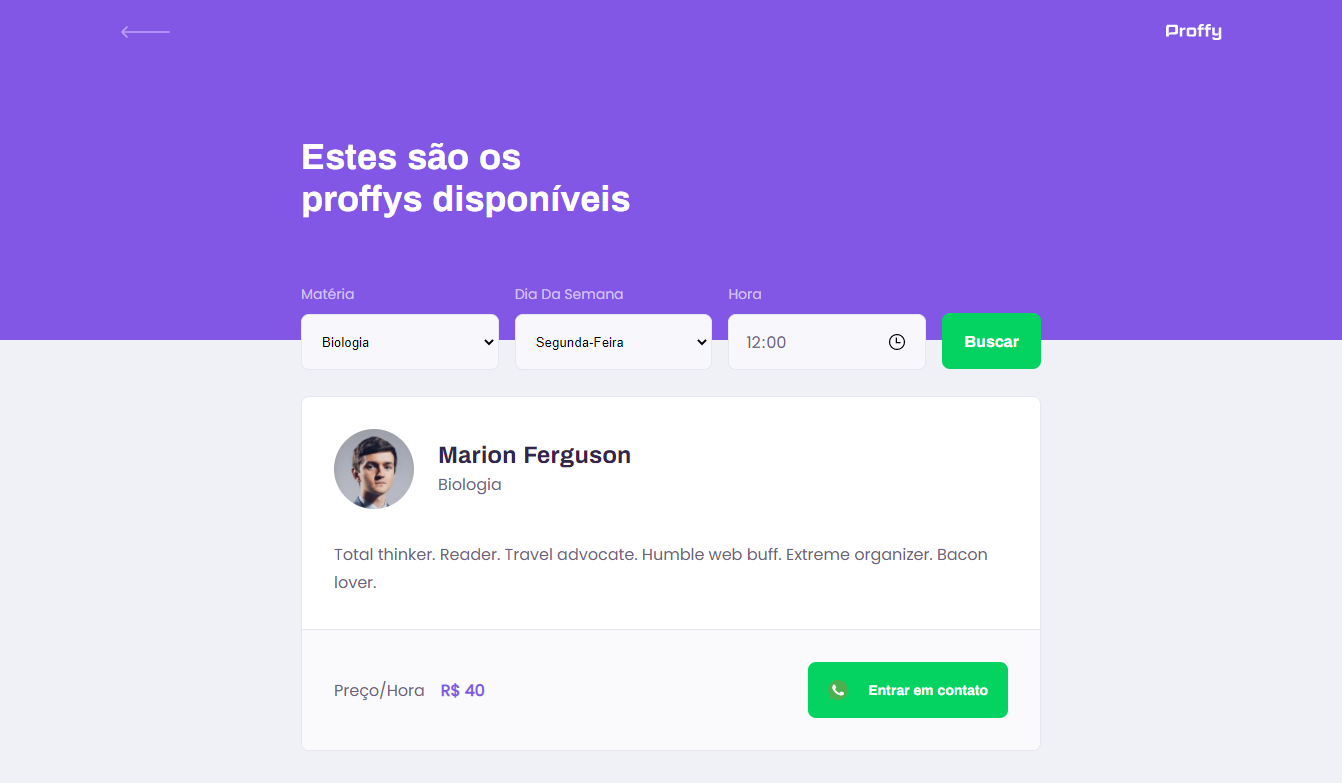 Proffy
Estes são os
proffys disponíveis
Matéria
Dia Da Semana
Hora
Biologia
Segunda-Feira
12:00
Buscar
Marion Ferguson
Biologia
Total thinker. Reader. Travel advocate. Humble web buff. Extreme organizer. Bacon
lover.
Preço/Hora R$ 40
Entrar em contato